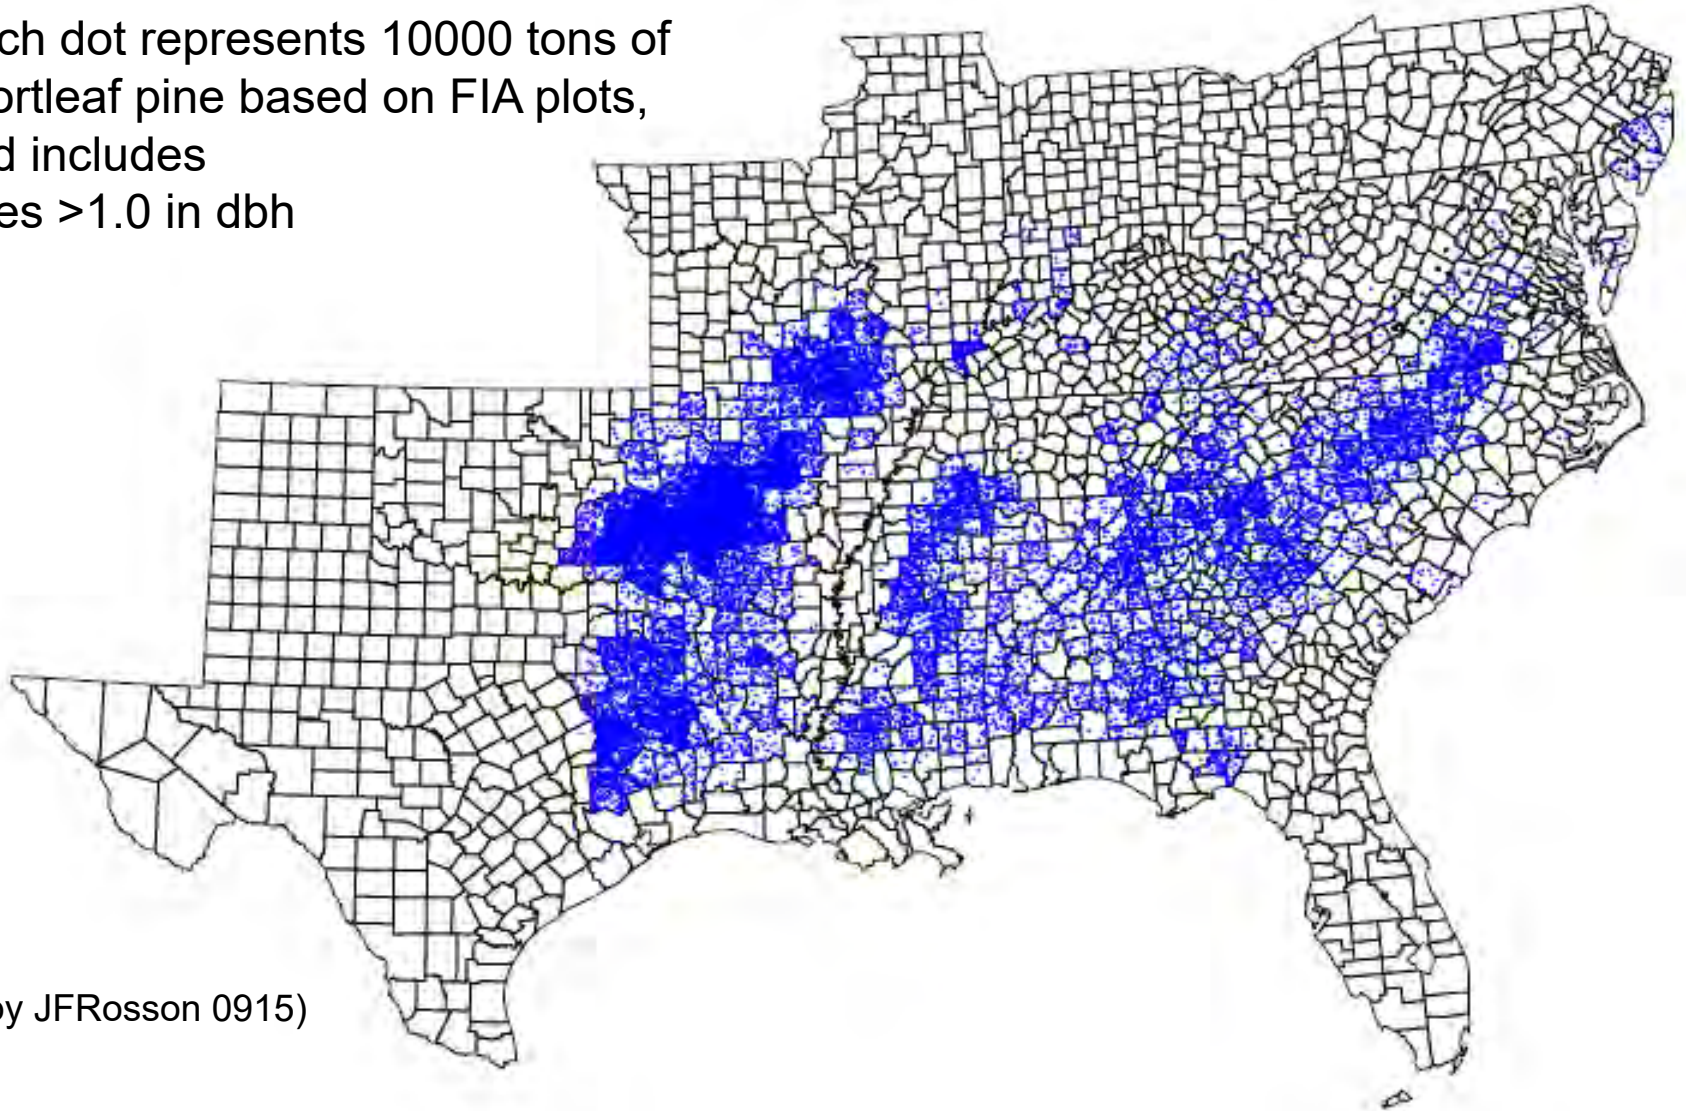 ch dot represents 10000 tons of
ortleaf pine based on FIA plots,
d includes
es >1.0 in dbh
by JFRosson 0915)